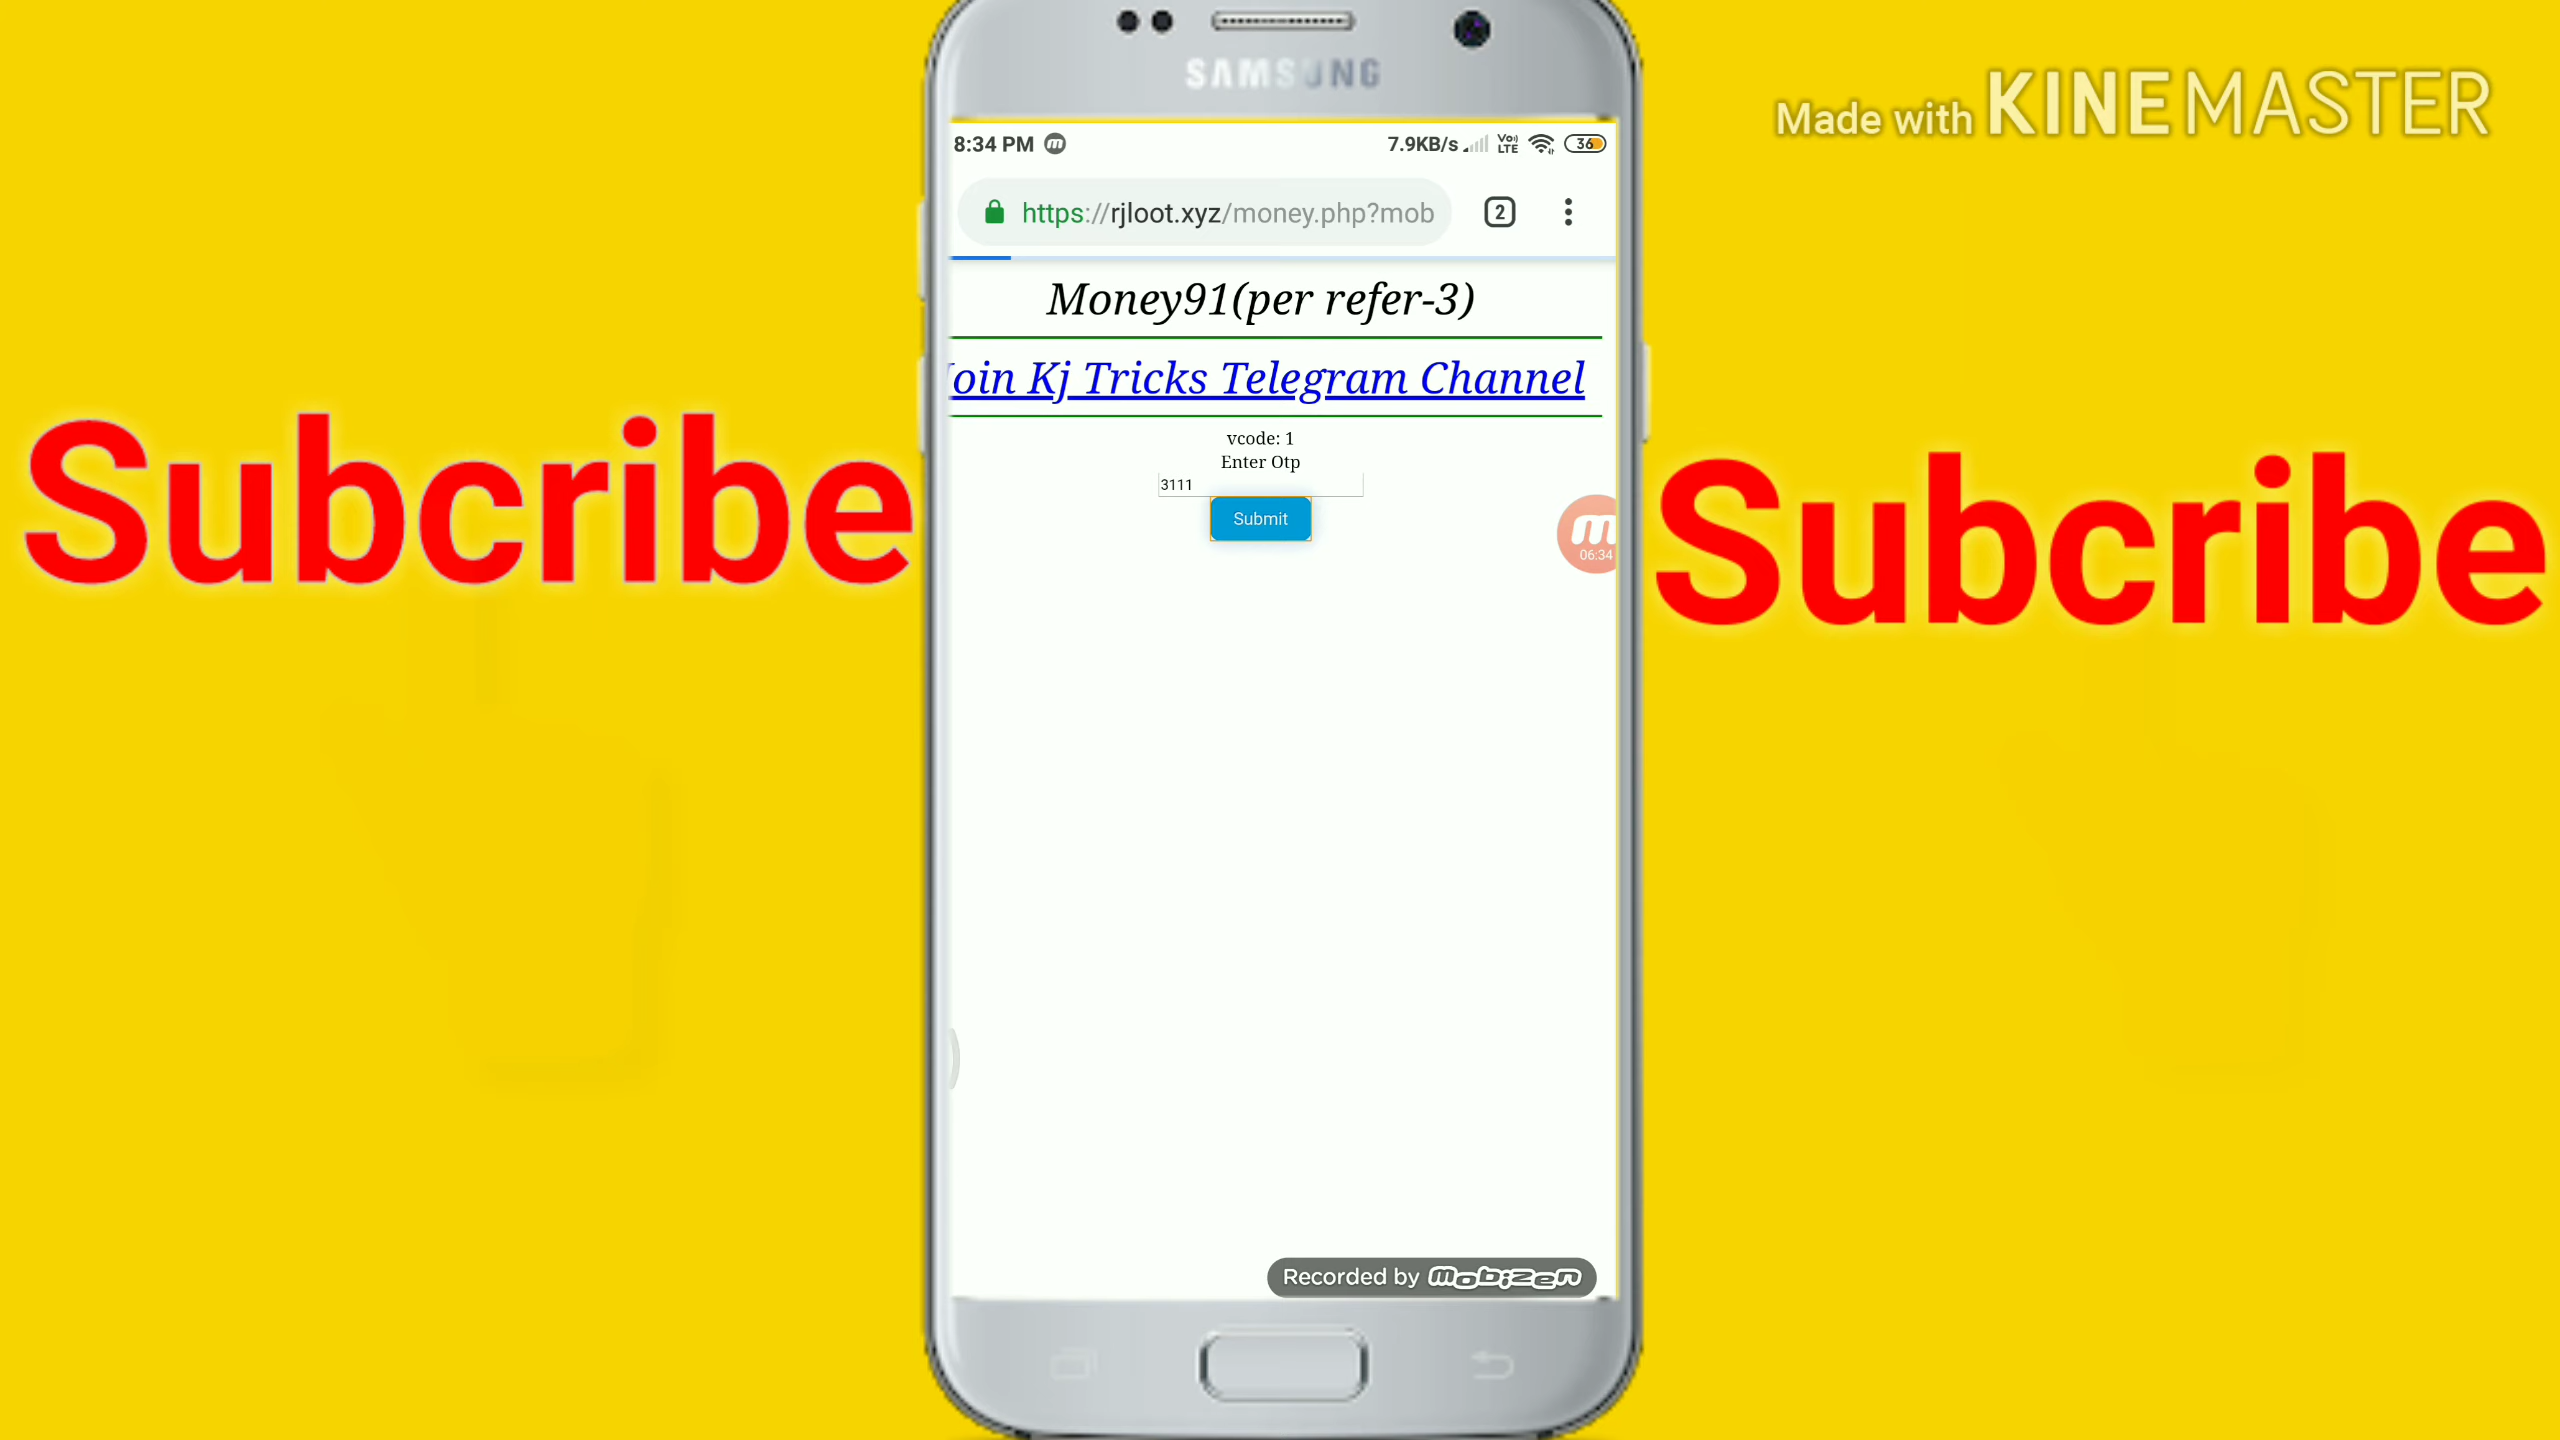 SAMSUNG
Made with KINEMASTER
8:34 PM
7.9KB/s Vo)) LTE 36
https://rjloot.xyz/money.php?mob
2
Money91(per refer-3)
oin Kj Tricks Telegram Channel
vcode: 1
Enter Otp
3111
Submit
06:34
Subcribe
Subcribe
Recorded by mobizen